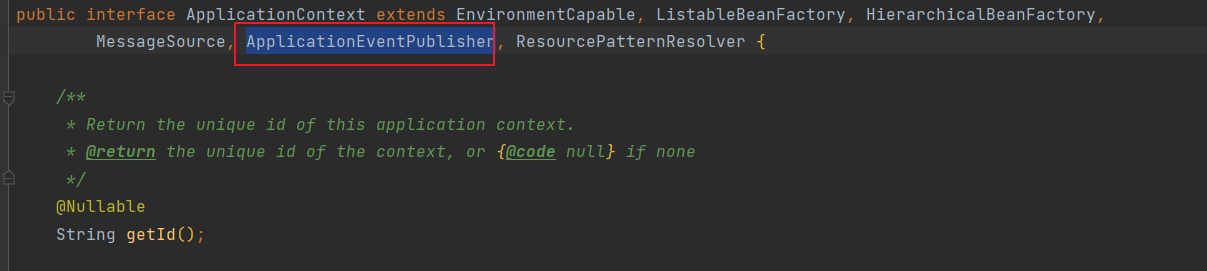 public interface ApplicationContext extends EnvironmentCapable, ListableBeanFactory, HierarchicalBeanFactory,
MessageSource, ApplicationEventPublisher, ResourcePatternResolver {
/**
* Return the unique id of this application context.
* @return the unique id of the context, or {@code null} if none
*/
@Nullable
String getId();